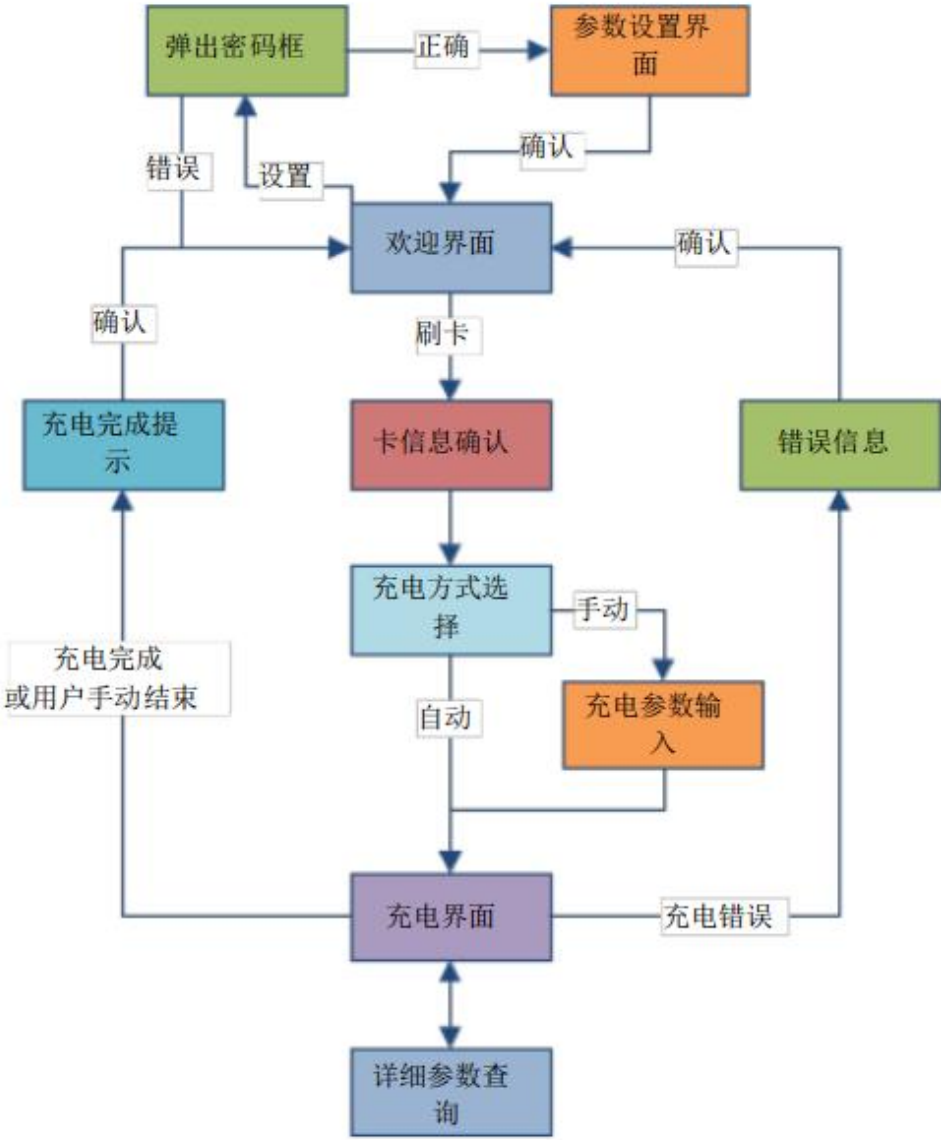 弹出密码框
正确
参数设置界
面
错误
设置
确认
欢迎界面
确认
确认
刷卡
充电完成提
示
卡信息确认
错误信息
充电方式选
择
手动
充电完成
或用户手动结束
自动
充电参数输
入
充电界面
充电错误
详细参数查
询